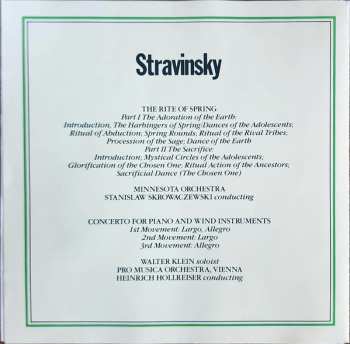 Stravinsky
THE RITE OF SPRING
Part I The Adoration of the Earth:
Introduction; The Harbingers of Spring/Dances of the Adolescents;
Ritual of Abduction; Spring Rounds; Ritual of the Rival Tribes;
Procession of the Sage; Dance of the Earth
Part II The Sacrifice:
Introduction; Mystical Circles of the Adolescents;
Glorification of the Chosen One; Ritual Action of the Ancestors;
Sacrificial Dance (The Chosen One)
MINNESOTA ORCHESTRA
STANISLAW SKROWACZEWSKI conducting
CONCERTO FOR PIANO AND WIND INSTRUMENTS
1st Movement: Largo, Allegro
2nd Movement: Largo
3rd Movement: Allegro
WALTER KLEIN soloist
PRO MUSICA ORCHESTRA, VIENNA
HEINRICH HOLLREISER conducting